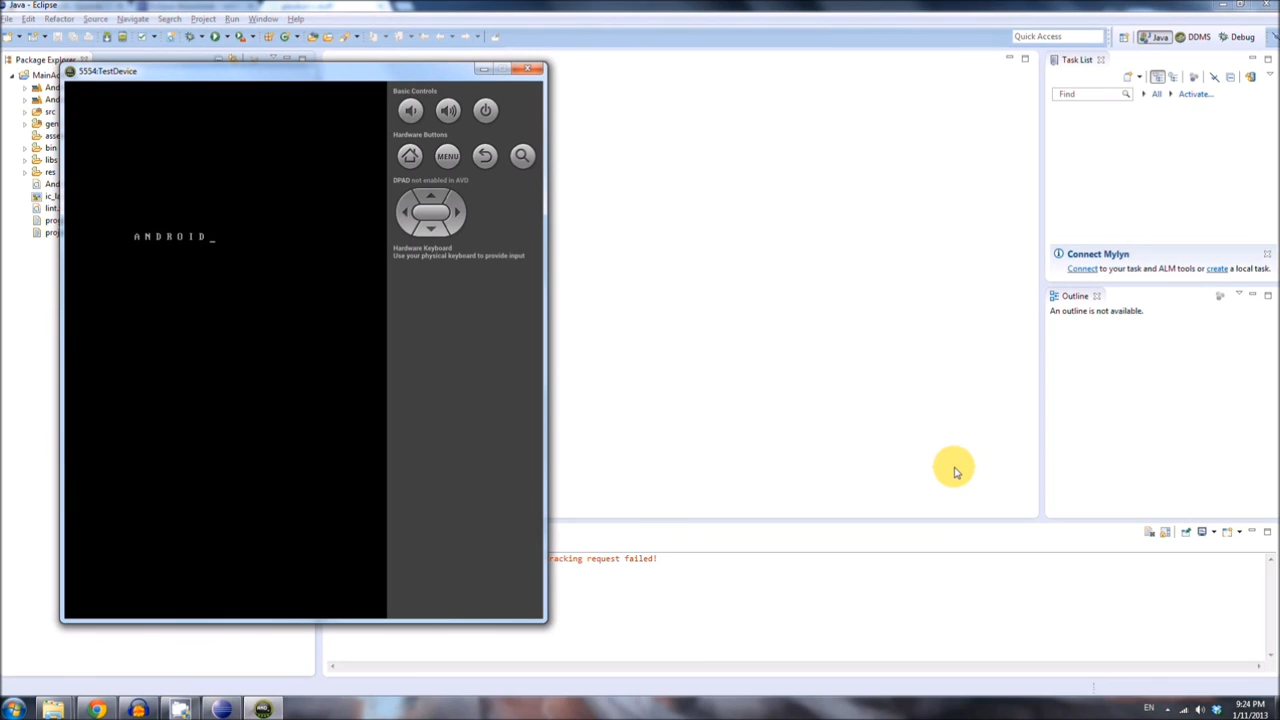 Java - Eclipse
File Edit Refactor Source Navigate Search Project Run Window Help
Quick Access
Java DDMS Debug
Package Explorer
5554:TestDevice
Task List
Find All Activate...
src
gen
bin
libs
res
ANDROID_
Basic Controls
Hardware Buttons
MENU
DPAD not enabled in AVD
Hardware Keyboard
Use your physical keyboard to provide input
Connect Mylyn
Connect to your task and ALM tools or create a local task.
Outline
An outline is not available.
racking request failed!
EN
9:24 PM
1/11/2013